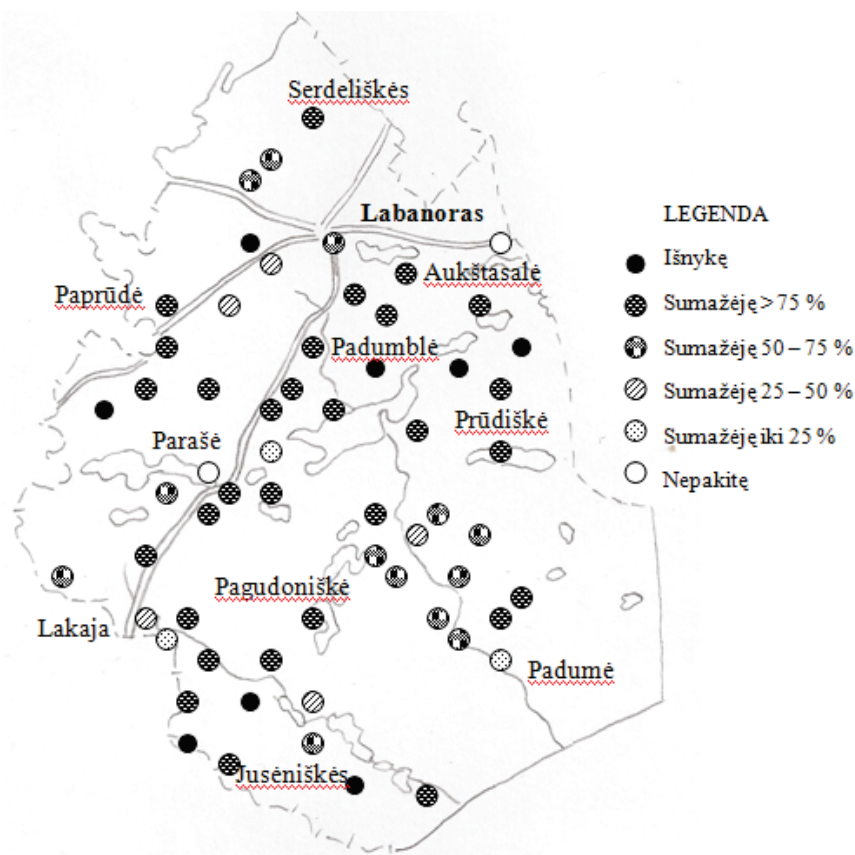 Serdeliškės
Labanoras
Aukštasalė
Paprūdė
Padumblė
Prūdiškė
Parašė
Pagudoniškė
Lakaja
Padumė
Jusėniškės
LEGENDA
Išnykę
Sumažėję >75 %
Sumažėję 50 – 75 %
Sumažėję 25 – 50 %
Sumažėję iki 25 %
Nepakitę